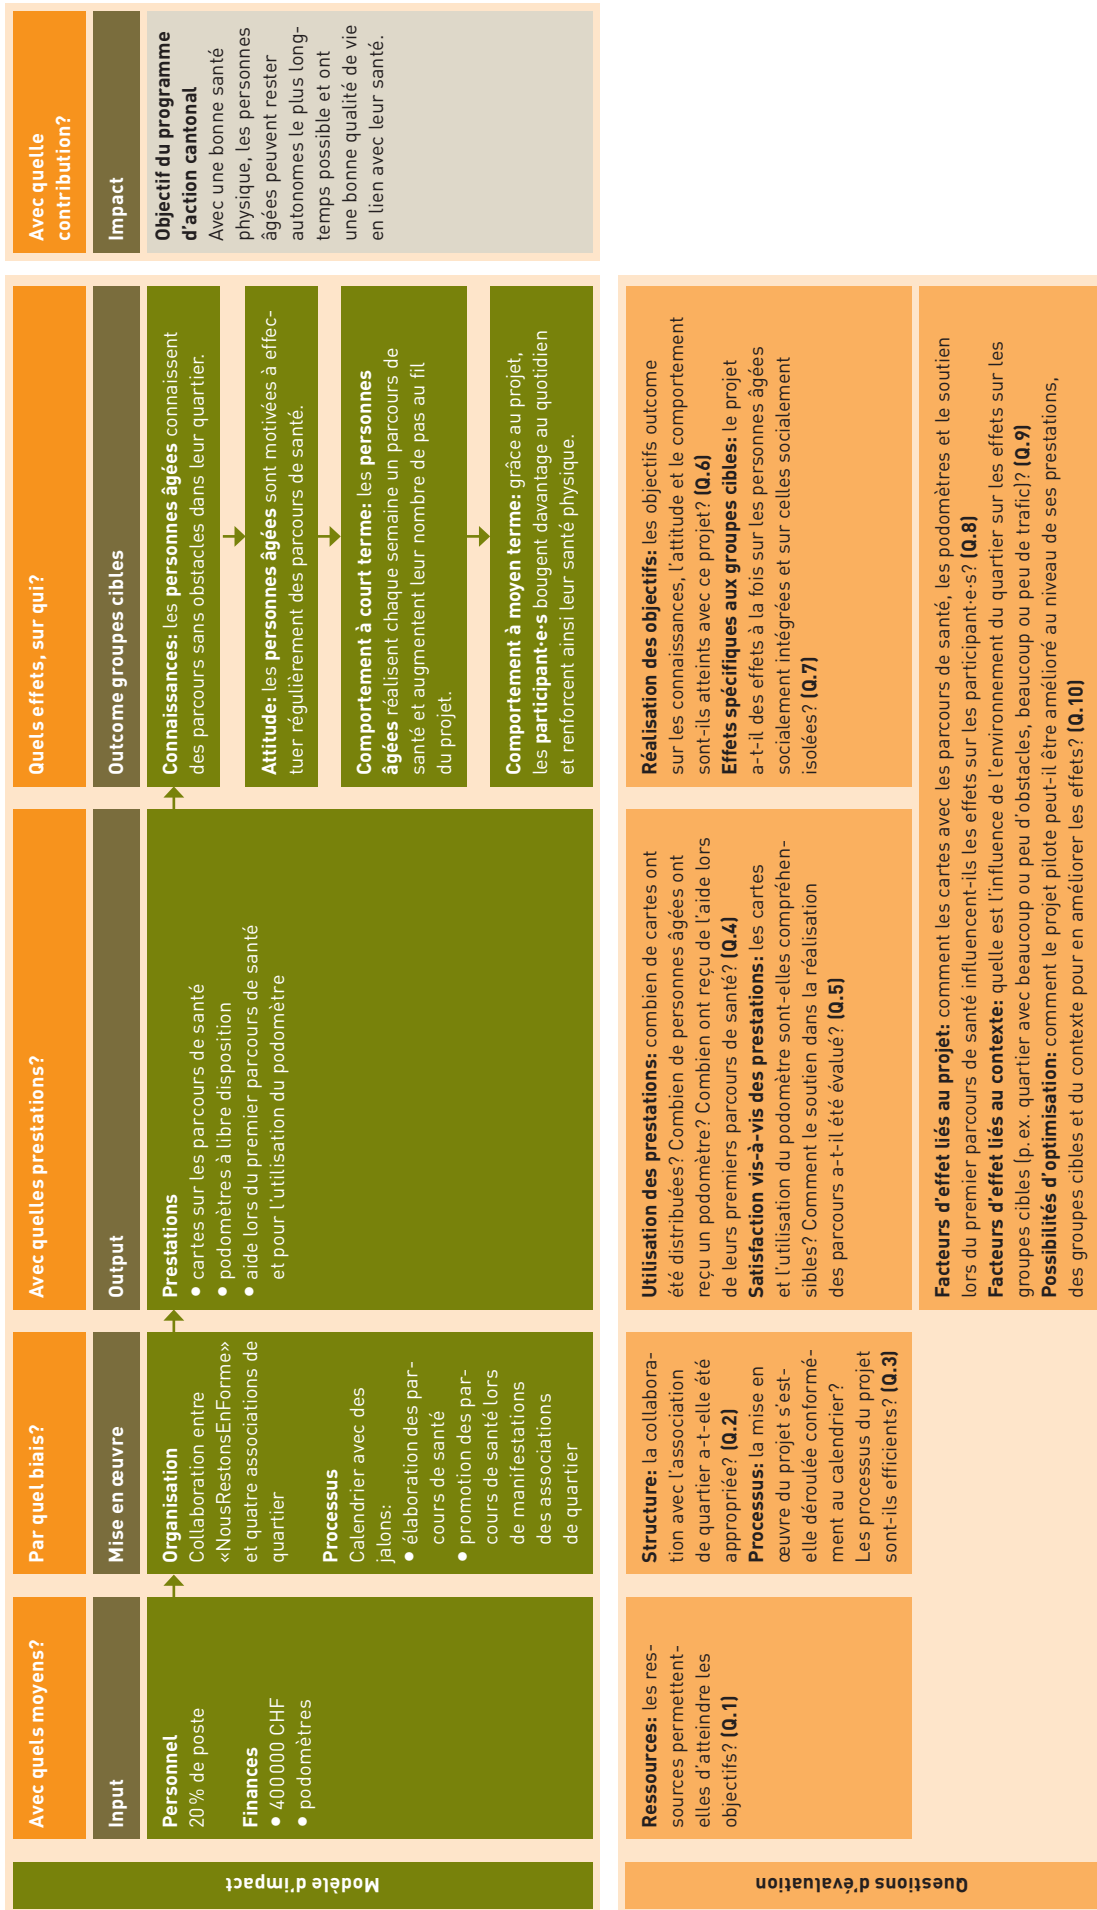 Modèle d'impact
Avec quels moyens?
Input
Personnel
20 % de poste
Finances
• 400 000 CHF
• podomètres
Par quel biais?
Mise en œuvre
Organisation
Collaboration entre
«NousRestonsEnForme»
et quatre associations de
quartier
Processus
Calendrier avec des
jalons:
• élaboration des par-
cours de santé
• promotion des par-
cours de santé lors
de manifestations
des associations
de quartier
Avec quelles prestations?
Output
Prestations
• cartes sur les parcours de santé
• podomètres à libre disposition
• aide lors du premier parcours de santé
et pour l'utilisation du podomètre
Quels effets, sur qui?
Outcome groupes cibles
Connaissances: les personnes âgées connaissent
des parcours sans obstacles dans leur quartier.
Attitude: les personnes âgées sont motivées à effec-
tuer régulièrement des parcours de santé.
Comportement à court terme: les personnes
âgées réalisent chaque semaine un parcours de
santé et augmentent leur nombre de pas au fil
du projet.
Comportement à moyen terme: grâce au projet,
les participant·e·s bougent davantage au quotidien
et renforcent ainsi leur santé physique.
Avec quelle
contribution?
Impact
Objectif du programme
d'action cantonal
Avec une bonne santé
physique, les personnes
âgées peuvent rester
autonomes le plus long-
temps possible et ont
une bonne qualité de vie
en lien avec leur santé.
Questions d'évaluation
Ressources: les res-
sources permettent-
elles d'atteindre les
objectifs? (Q.1)
Structure: la collabora-
tion avec l'association
de quartier a-t-elle été
appropriée? (Q.2)
Processus: la mise en
œuvre du projet s'est-
elle déroulée conformé-
ment au calendrier?
Les processus du projet
sont-ils efficients? (Q.3)
Utilisation des prestations: combien de cartes ont
été distribuées? Combien de personnes âgées ont
reçu un podomètre? Combien ont reçu de l'aide lors
de leurs premiers parcours de santé? (Q.4)
Satisfaction vis-à-vis des prestations: les cartes
et l'utilisation du podomètre sont-elles compréhen-
sibles? Comment le soutien dans la réalisation
des parcours a-t-il été évalué? (Q.5)
Réalisation des objectifs: les objectifs outcome
sur les connaissances, l'attitude et le comportement
sont-ils atteints avec ce projet? (Q.6)
Effets spécifiques aux groupes cibles: le projet
a-t-il des effets à la fois sur les personnes âgées
socialement intégrées et sur celles socialement
isolées? (Q.7)
Facteurs d'effet liés au projet: comment les cartes avec les parcours de santé, les podomètres et le soutien
lors du premier parcours de santé influencent-ils les effets sur les participant·e·s? (Q.8)
Facteurs d'effet liés au contexte: quelle est l'influence de l'environnement du quartier sur les effets sur les
groupes cibles (p. ex. quartier avec beaucoup ou peu d'obstacles, beaucoup ou peu de trafic)? (Q.9)
Possibilités d'optimisation: comment le projet pilote peut-il être amélioré au niveau de ses prestations,
des groupes cibles et du contexte pour en améliorer les effets? (Q.10)